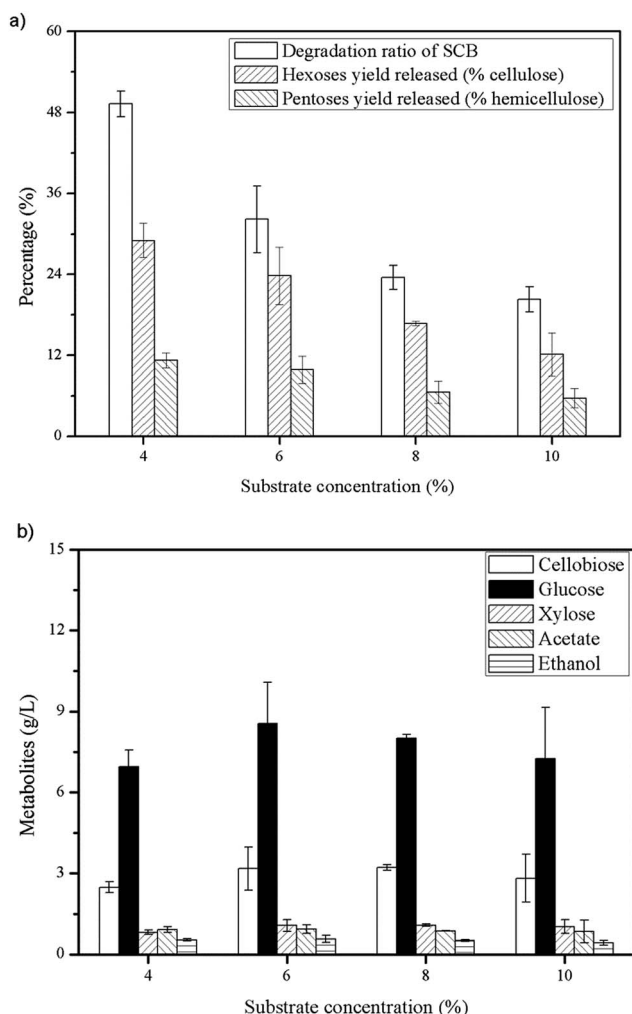 a)
60
48
36
24
12
0
Percentage (%)
Degradation ratio of SCB
Hexoses yield released (% cellulose)
Pentoses yield released (% hemicellulose)
4 6 8 10
Substrate concentration (%)
b)
15
12
9
6
3
0
Metabolites (g/L)
Cellobiose
Glucose
Xylose
Acetate
Ethanol
4 6 8 10
Substrate concentration (%)